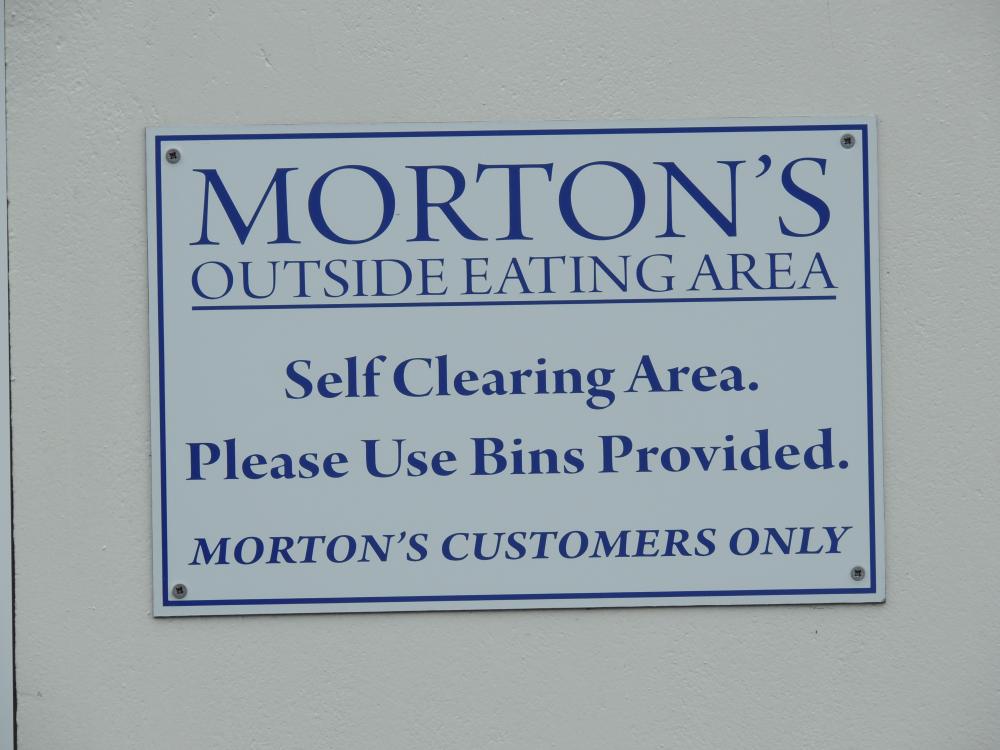 MORTON'S
OUTSIDE EATING AREA
Self Clearing Area.
Please Use Bins Provided.
MORTON'S CUSTOMERS ONLY